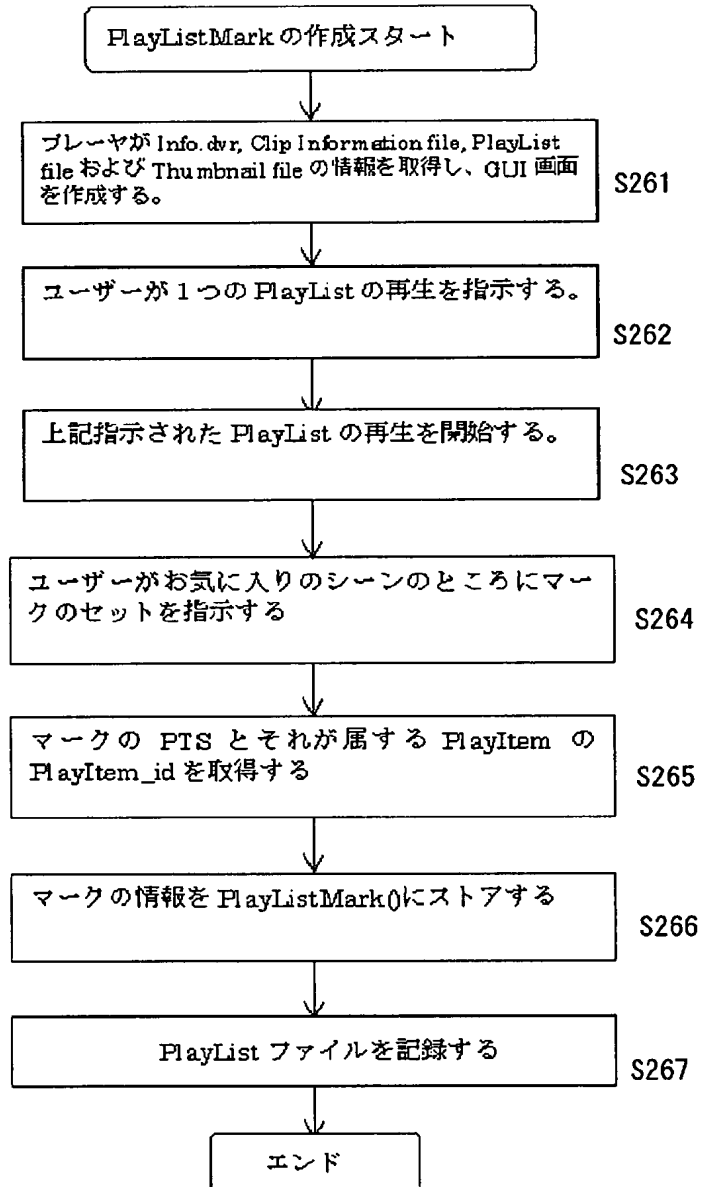 PlayListMark の作成スタート
プレーヤが Info.dvr, Clip Information file, PlayList
file および Thumbnail file の情報を取得し、GUI 画面
を作成する。
S261
ユーザーが 1 つの PlayList の再生を指示する。
S262
上記指示された PlayList の再生を開始する。
S263
ユーザーがお気に入りのシーンのところにマー
クのセットを指示する
S264
マークの PTS とそれが属する PlayItem の
PlayItem_id を取得する
S265
マークの情報を PlayListMark()にストアする
S266
PlayList ファイルを記録する
S267
エンド